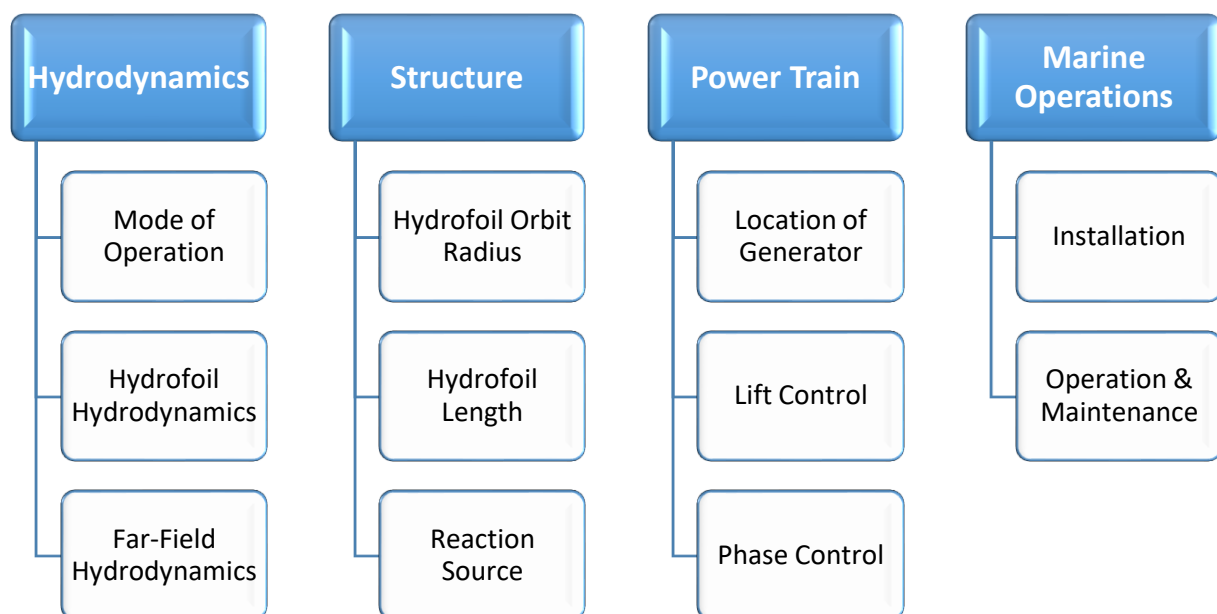 Hydrodynamics
Mode of
Operation
Hydrofoil
Hydrodynamics
Far-Field
Hydrodynamics
Structure
Hydrofoil Orbit
Radius
Hydrofoil
Length
Reaction
Source
Power Train
Location of
Generator
Lift Control
Phase Control
Marine
Operations
Installation
Operation &
Maintenance